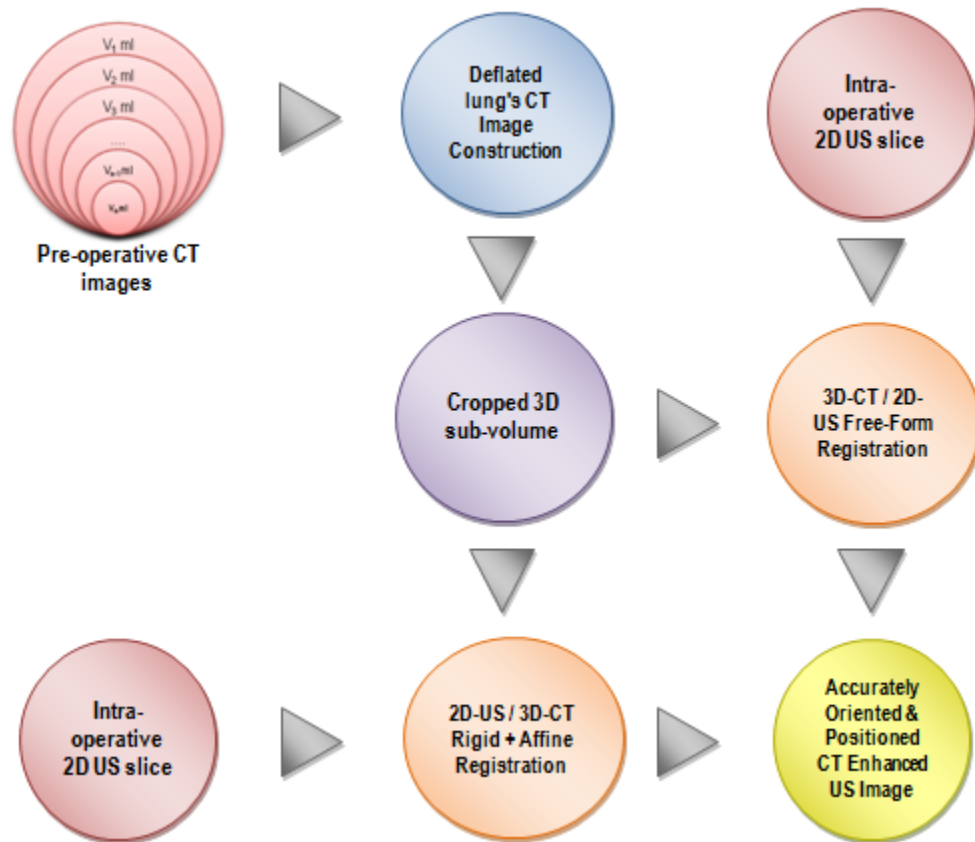 V1 ml
V2 ml
V3 ml
....
Vn-1 ml
Vn ml
Pre-operative CT
images
Deflated
lung's CT
Image
Construction
Intra-
operative
2D US slice
Cropped 3D
sub-volume
3D-CT / 2D-
US Free-Form
Registration
Intra-
operative
2D US slice
2D-US / 3D-CT
Rigid + Affine
Registration
Accurately
Oriented &
Positioned
CT Enhanced
US Image